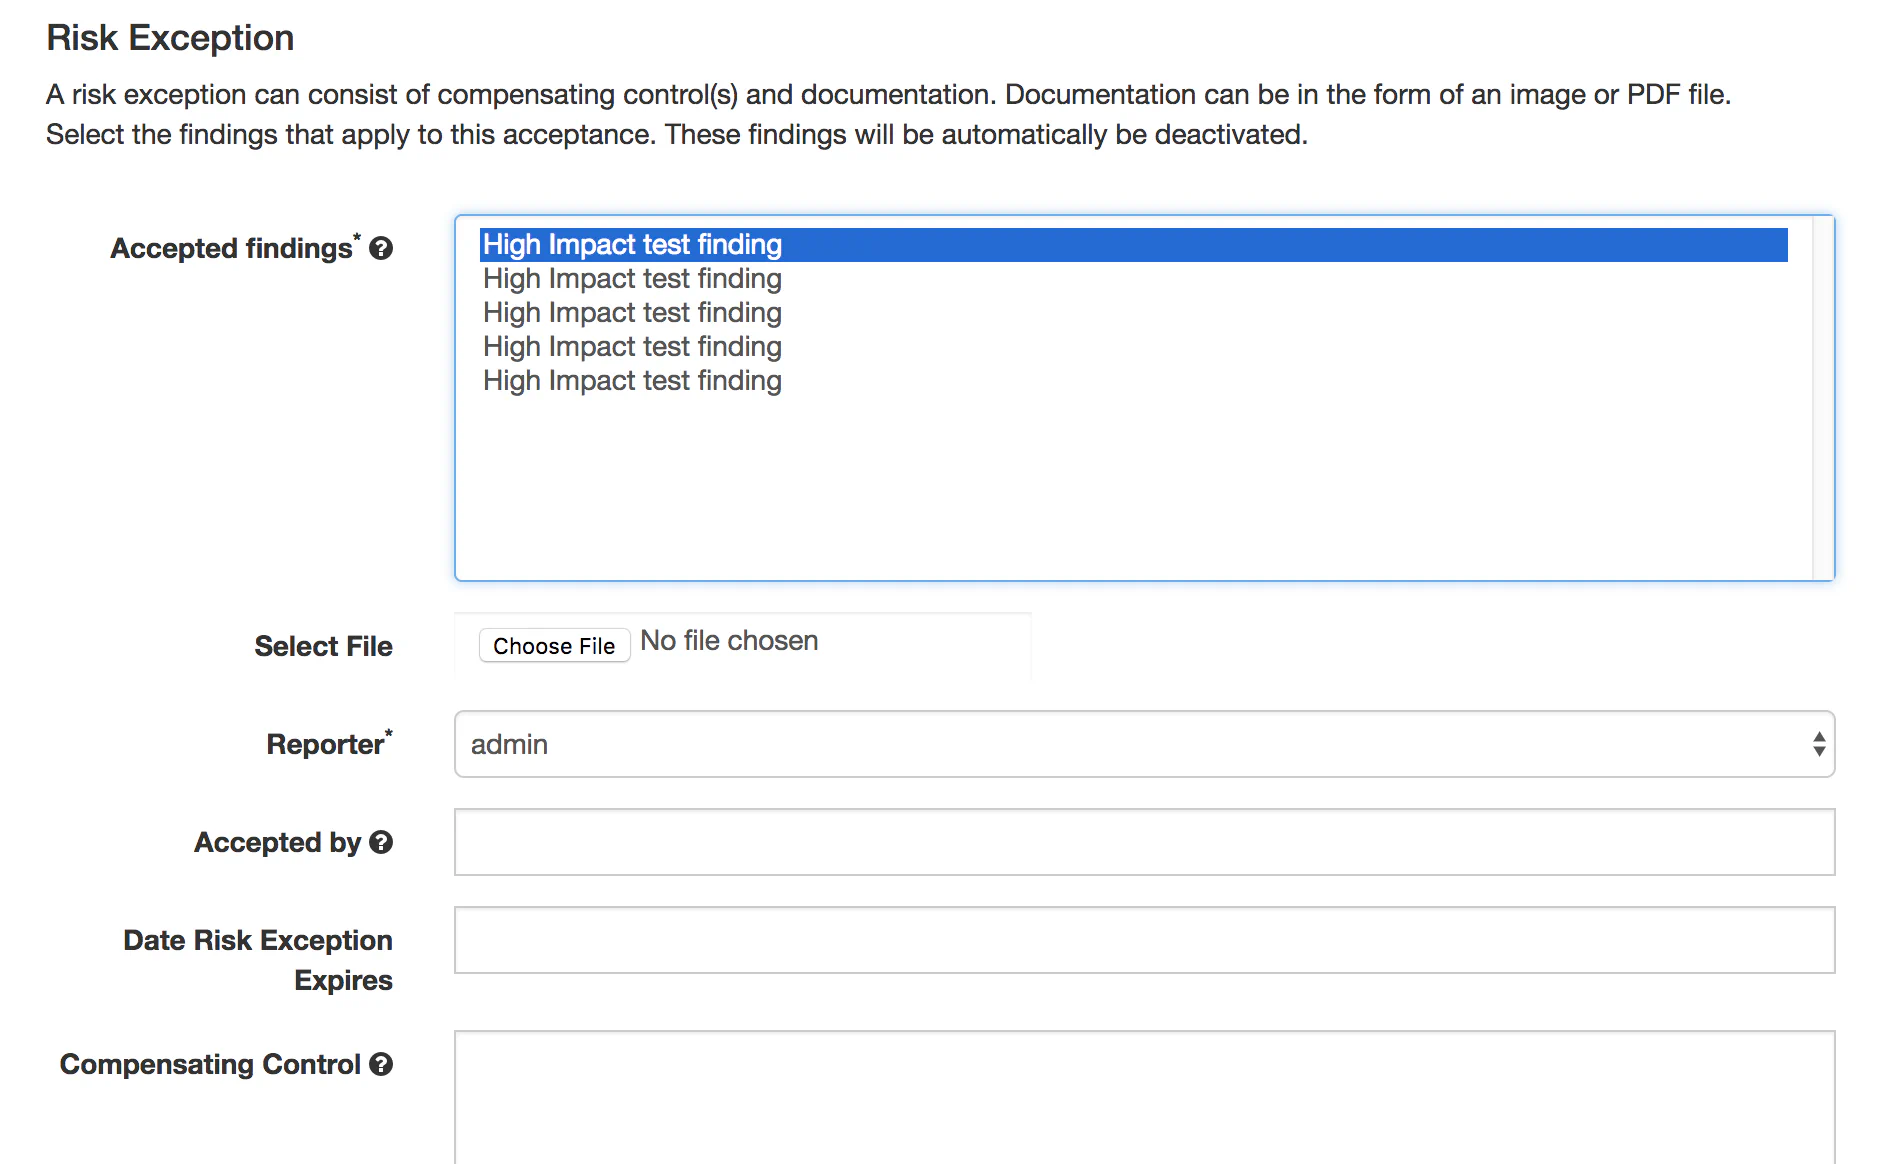 Risk Exception
A risk exception can consist of compensating control(s) and documentation. Documentation can be in the form of an image or PDF file.
Select the findings that apply to this acceptance. These findings will be automatically be deactivated.
Accepted findings*
High Impact test finding
High Impact test finding
High Impact test finding
High Impact test finding
High Impact test finding
Select File
Choose File No file chosen
Reporter*
admin
Accepted by
Date Risk Exception
Expires
Compensating Control